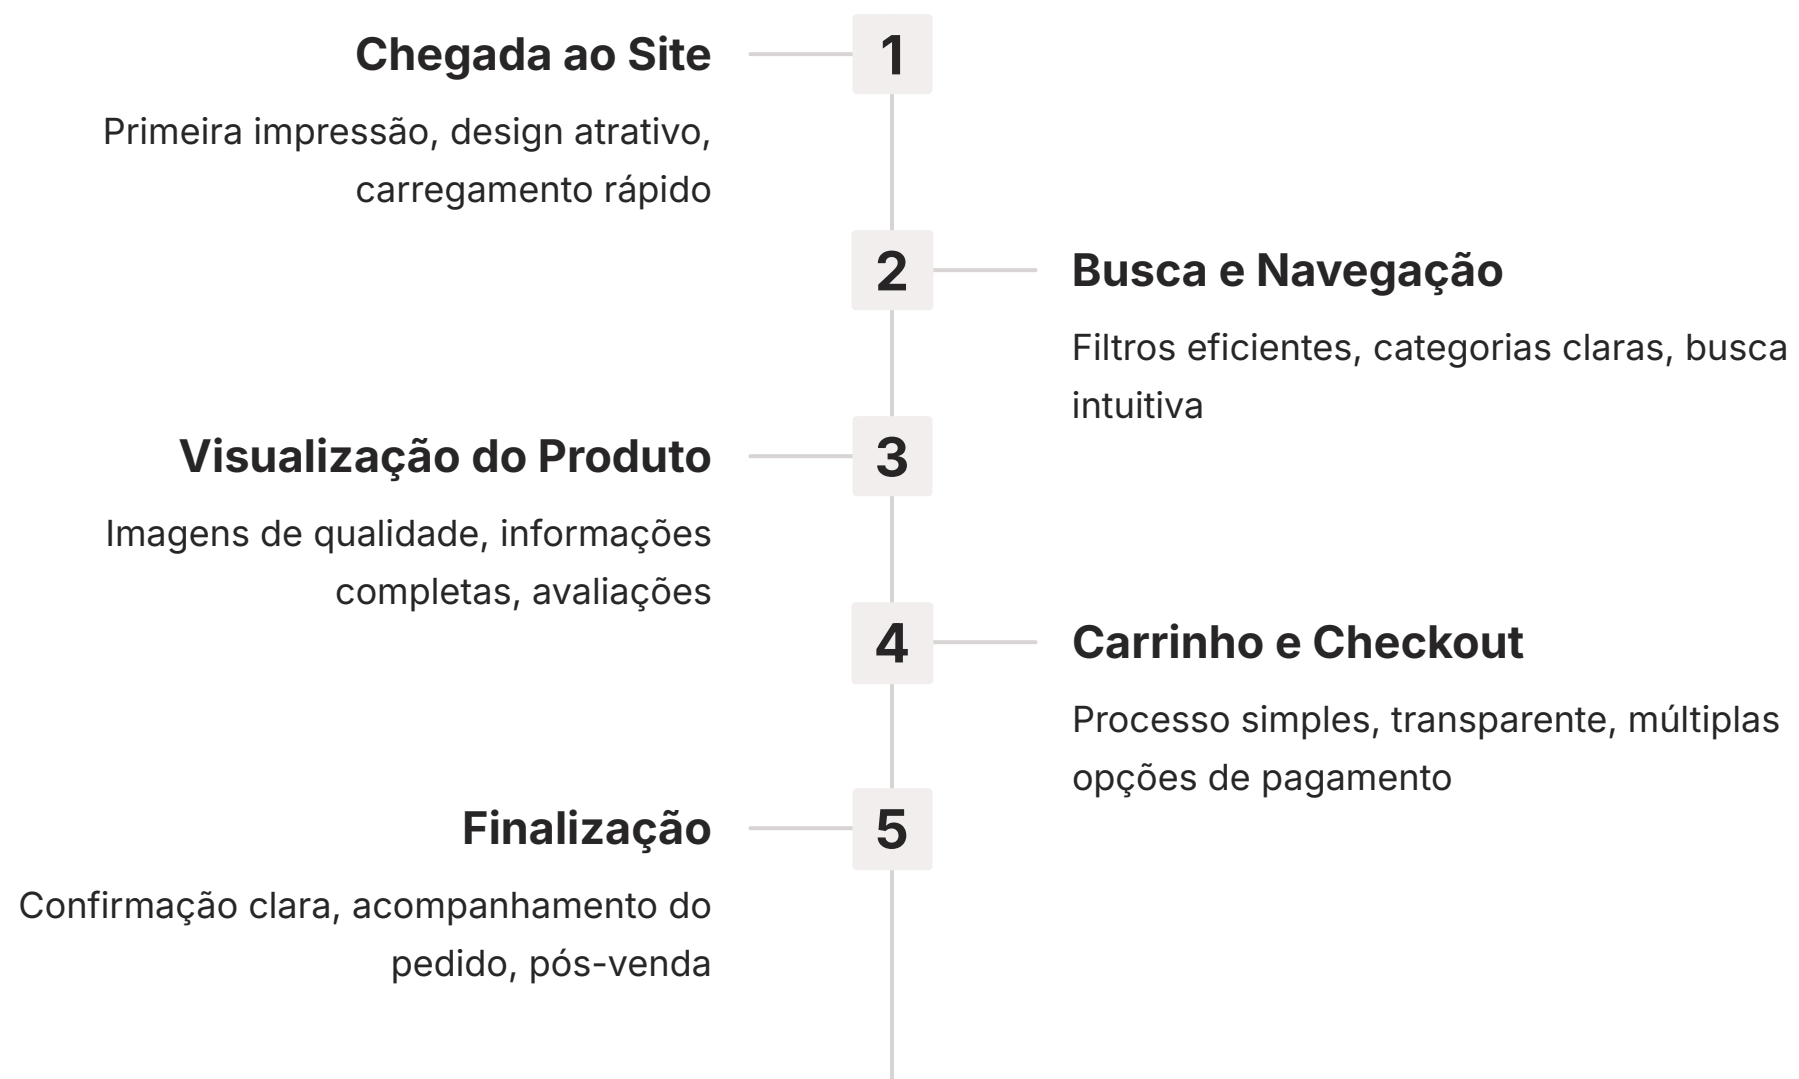 Chegada ao Site
1
Primeira impressão, design atrativo,
carregamento rápido
2
Busca e Navegação
Filtros eficientes, categorias claras, busca
intuitiva
Visualização do Produto
3
Imagens de qualidade, informações
completas, avaliações
4
Carrinho e Checkout
Processo simples, transparente, múltiplas
opções de pagamento
Finalização
5
Confirmação clara, acompanhamento do
pedido, pós-venda